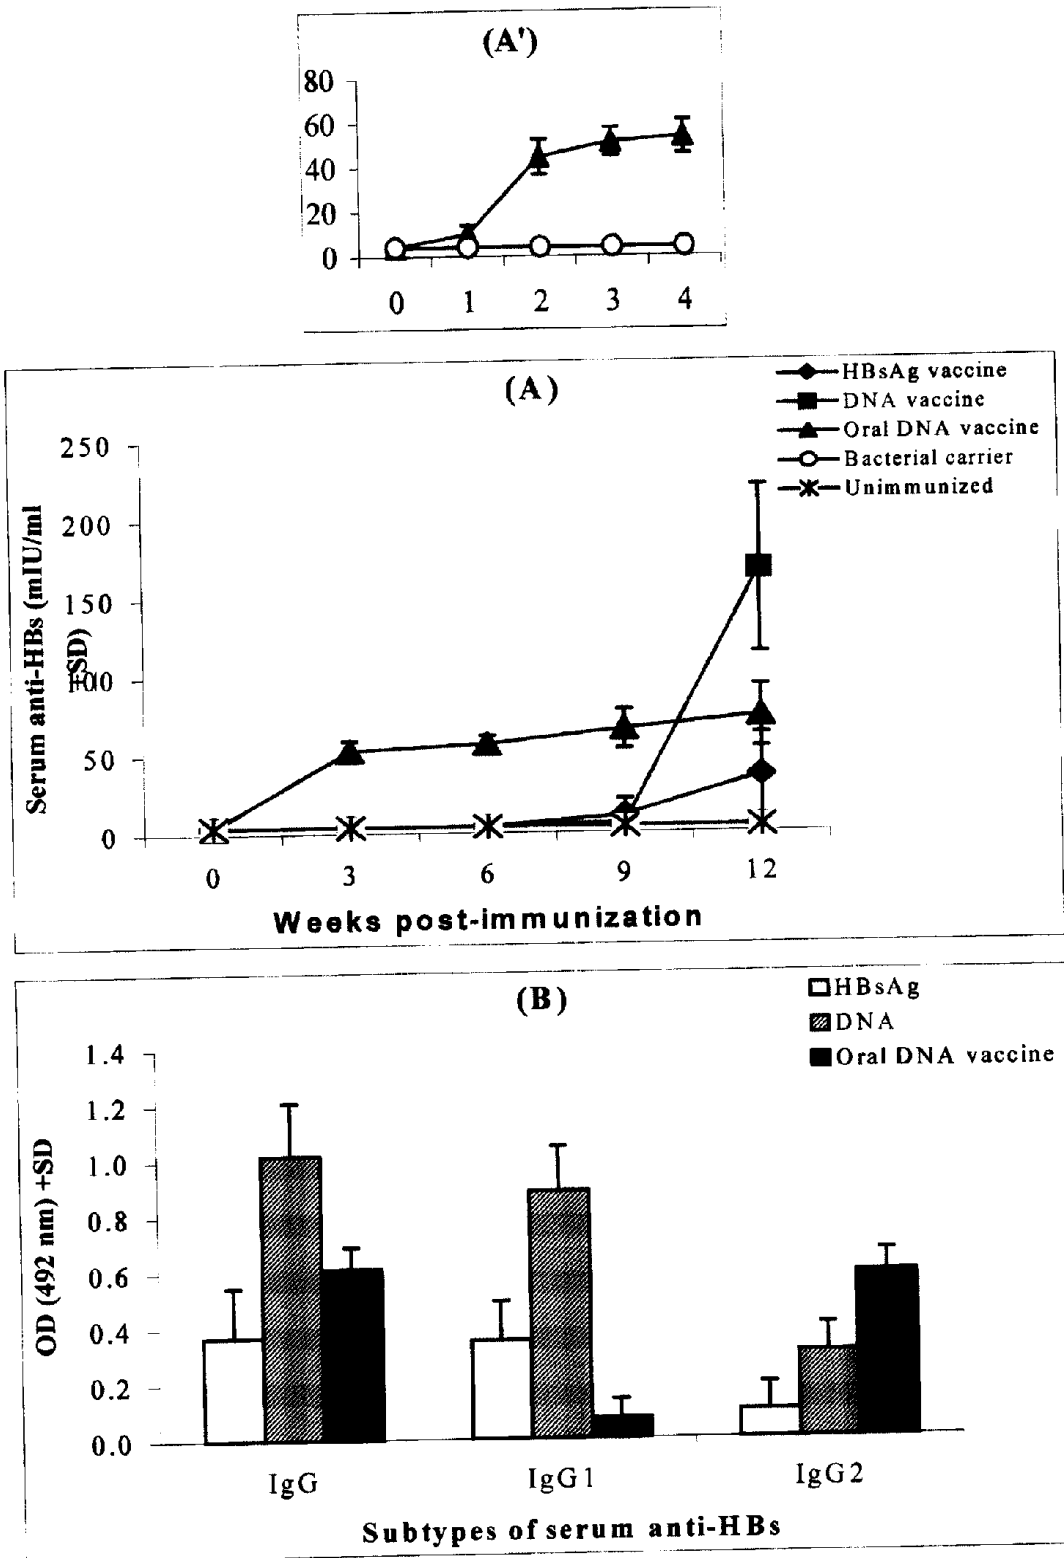 (A')
80
60
40
20
0
0 1 2 3 4
(A)
HBsAg vaccine
DNA vaccine
Oral DNA vaccine
Bacterial carrier
Unimmunized
Serum anti-HBs (mIU/ml
+SD)
250
200
150
100
50
0
0 3 6 9 12
Weeks post-immunization
(B)
HBsAg
DNA
Oral DNA vaccine
OD (492 nm) +SD
1.4
1.2
1.0
0.8
0.6
0.4
0.2
0.0
IgG IgG1 IgG2
Subtypes of serum anti-HBs